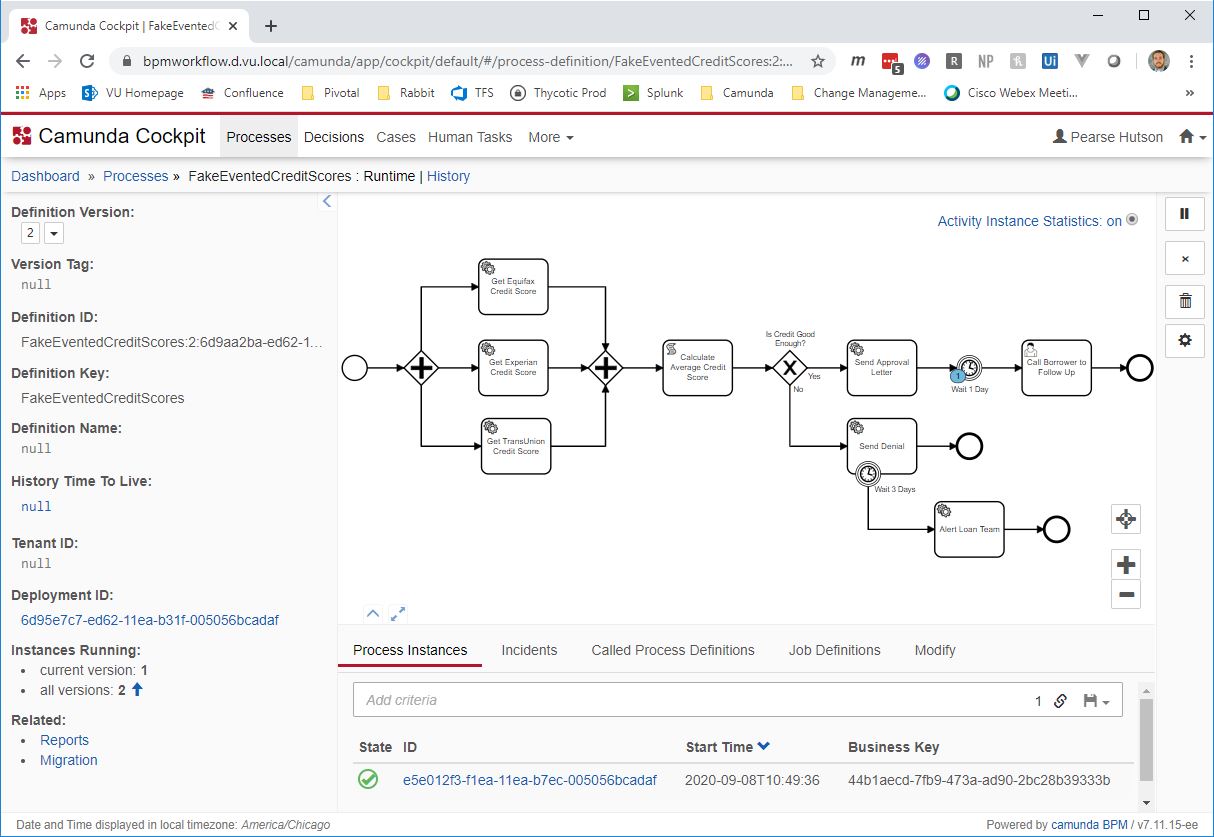 Camunda Cockpit | FakeEventedC
bpmworkflow.d.vu.local/camunda/app/cockpit/default/#/process-definition/FakeEventedCreditScores:2:...
m 5 R NP h Ui V
Apps VU Homepage Confluence Pivotal Rabbit TFS Thycotic Prod Splunk Camunda Change Manageme... Cisco Webex Meeti... »
Camunda Cockpit Processes Decisions Cases Human Tasks More Pearse Hutson
Dashboard » Processes » FakeEventedCreditScores : Runtime | History
Definition Version:
2
Version Tag:
null
Definition ID:
FakeEventedCreditScores:2:6d9aa2ba-ed62-1...
Definition Key:
FakeEventedCreditScores
Definition Name:
null
History Time To Live:
null
Tenant ID:
null
Deployment ID:
6d95e7c7-ed62-11ea-b31f-005056bcadaf
Instances Running:
• current version: 1
• all versions: 2
Related:
• Reports
• Migration
Activity Instance Statistics: on
Get Equifax
Credit Score
Get Experian
Credit Score
Get TransUnion
Credit Score
Calculate
Average Credit
Score
Is Credit Good
Enough?
Yes
No
Send Approval
Letter
1
Wait 1 Day
Call Borrower to
Follow Up
Send Denial
Wait 3 Days
Alert Loan Team
Process Instances Incidents Called Process Definitions Job Definitions Modify
Add criteria 1
State ID Start Time Business Key
e5e012f3-f1ea-11ea-b7ec-005056bcadaf 2020-09-08T10:49:36 44b1aecd-7fb9-473a-ad90-2bc28b39333b
Date and Time displayed in local timezone: America/Chicago
Powered by camunda BPM / v7.11.15-ee